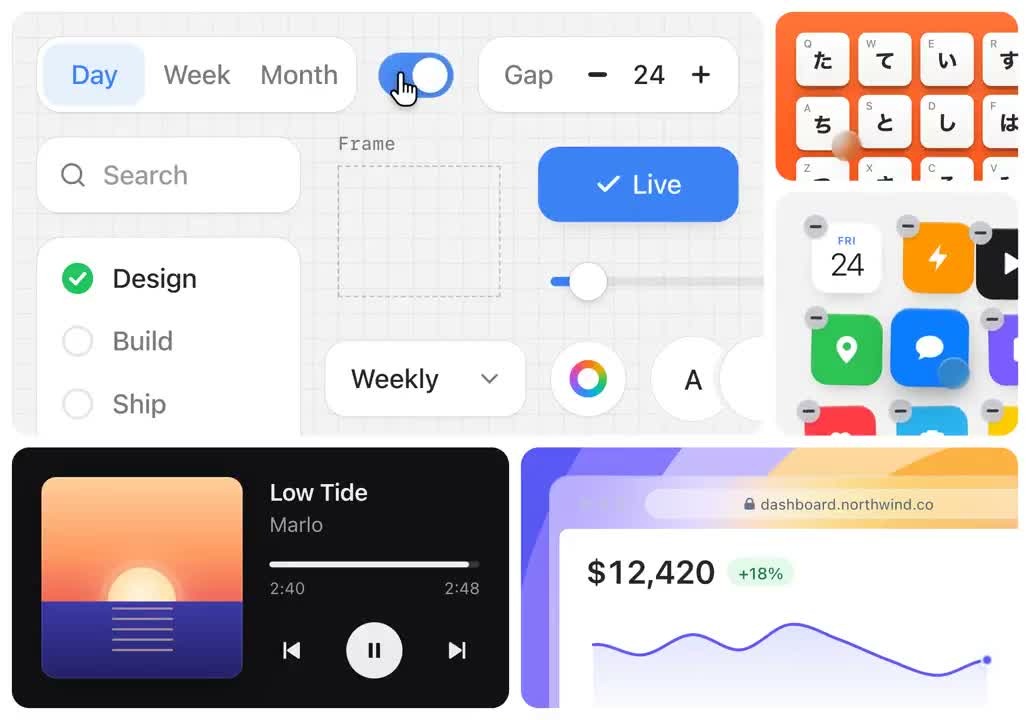 Day Week Month
Gap − 24 +
Search
Frame
Live
Design
Build
Ship
Weekly
A
Q W E R
た て い す
A S D F
ち と し は
Z X C V
FRI
24
Low Tide
Marlo
2:40 2:48
dashboard.northwind.co
$12,420 +18%